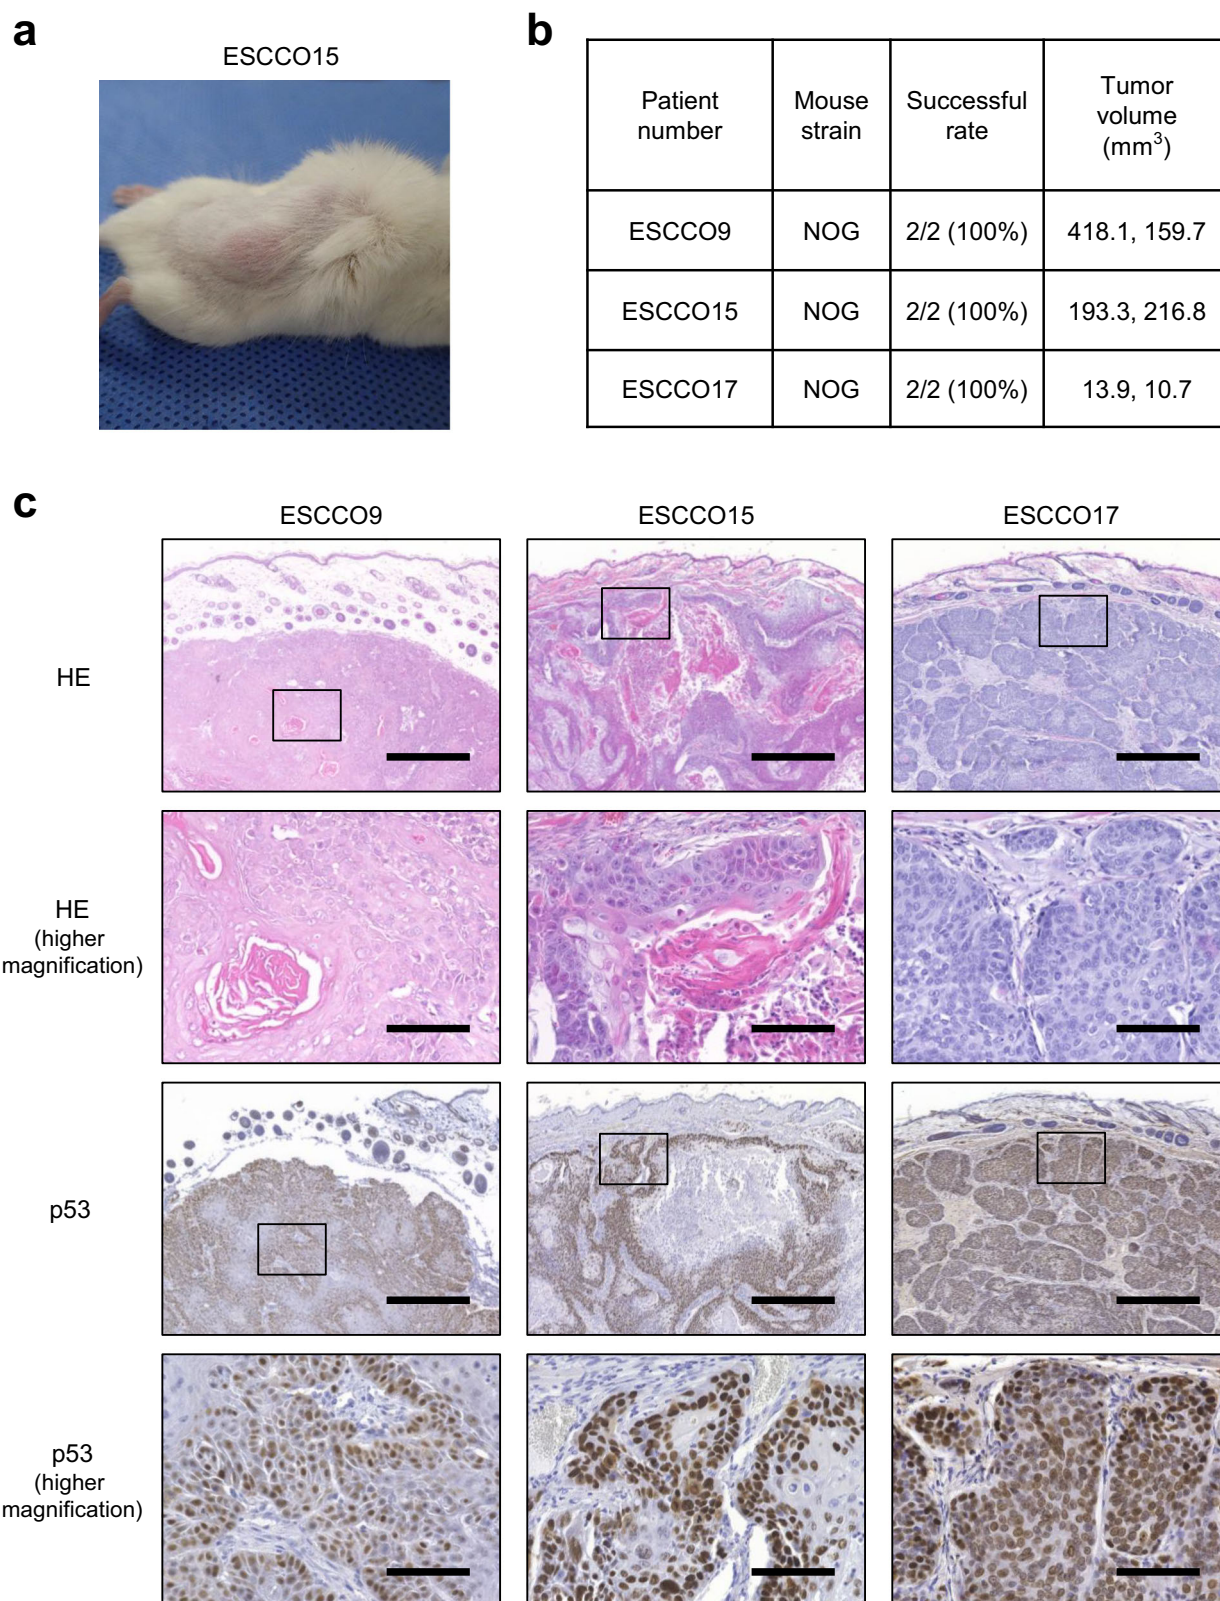 a
ESCCO15
b
Patient number
Mouse strain
Successful rate
Tumor volume (mm³)
ESCCO9
NOG
2/2 (100%)
418.1, 159.7
ESCCO15
NOG
2/2 (100%)
193.3, 216.8
ESCCO17
NOG
2/2 (100%)
13.9, 10.7
c
ESCCO9
ESCCO15
ESCCO17
HE
HE
(higher
magnification)
p53
p53
(higher
magnification)